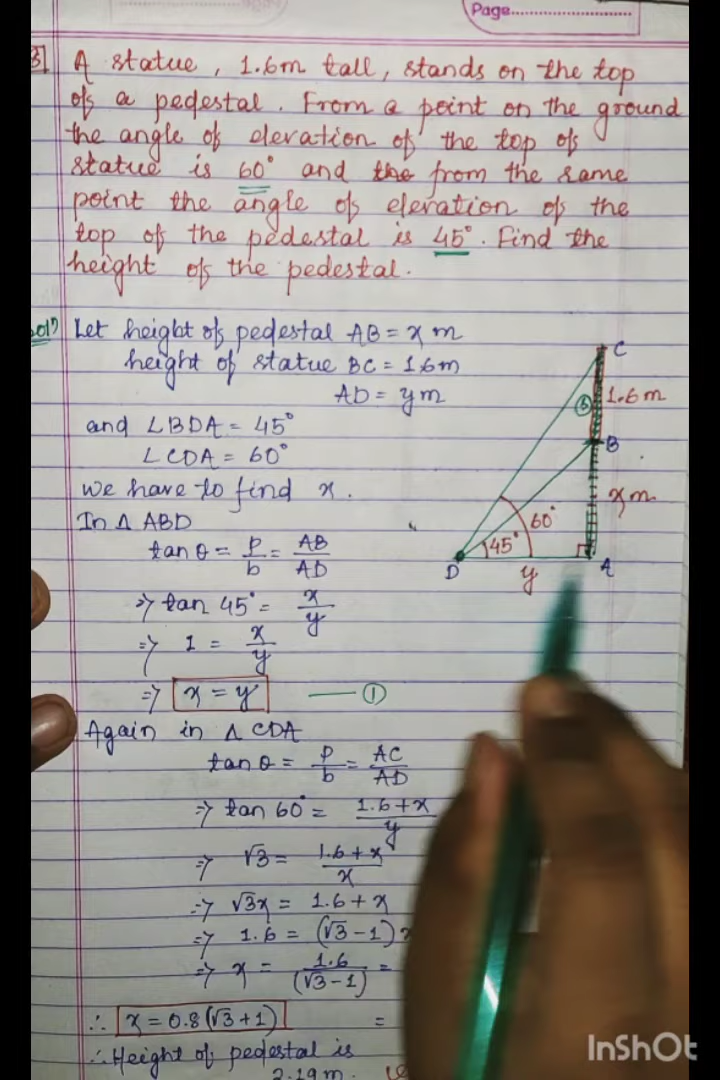 Page
3] A statue, 1.6m tall, stands on the top
of a pedestal. From a point on the ground
the angle of elevation of the top of
statue is 60° and from the same
point the angle of elevation of the
top of the pedestal is 45°. Find the
height of the pedestal.
Solⁿ Let height of pedestal AB = x m
height of statue BC = 1.6m
AD = y m
and ∠BDA = 45°
∠CDA = 60°
we have to find x.
In Δ ABD
tan θ = p/b = AB/AD
⇒ tan 45° = x/y
⇒ 1 = x/y
⇒ x = y —— ①
Again in Δ CDA
tan θ = P/b = AC/AD
⇒ tan 60° = 1.6+x/y
⇒ √3 = 1.6+x/x
⇒ √3x = 1.6+x
⇒ 1.6 = (√3-1)x
⇒ x = 1.6/(√3-1) =
∴ x = 0.8(√3+1) =
∴ Height of pedestal is
2.19m.
C
1.6m
B
x m
60°
45°
D
y
A
InShOt